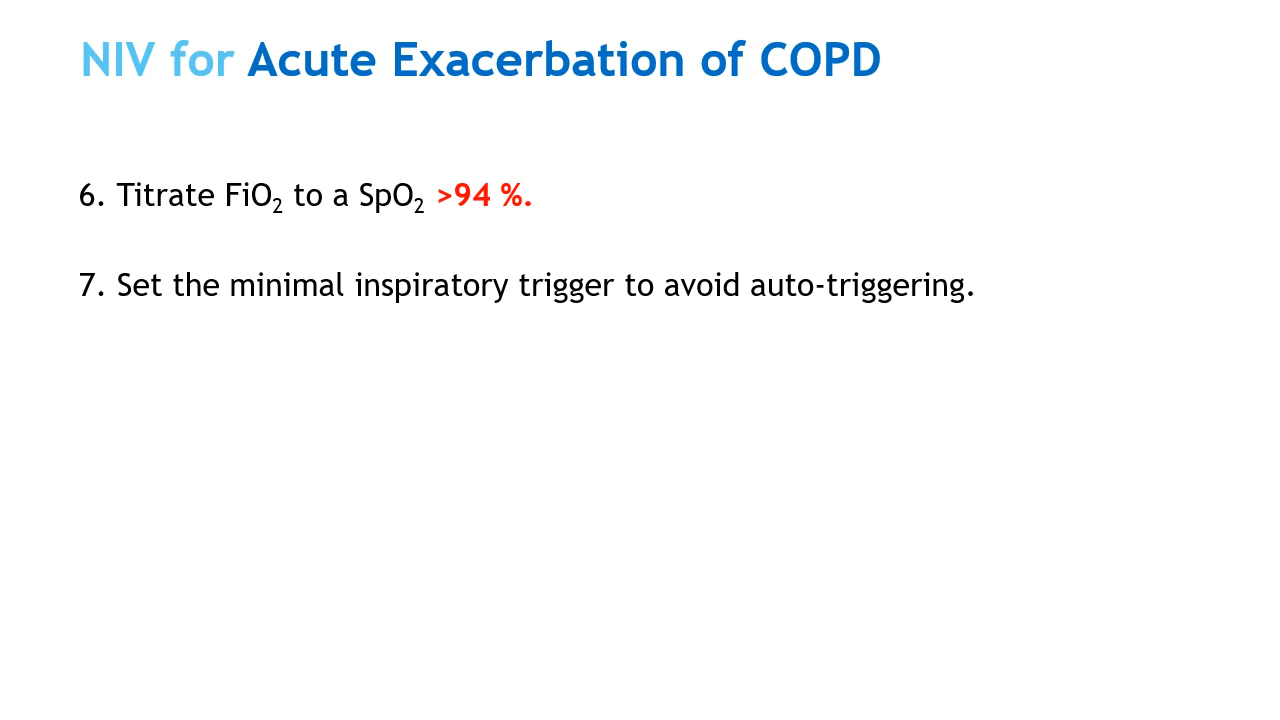 NIV for Acute Exacerbation of COPD
6. Titrate FiO₂ to a SpO₂ >94 %.
7. Set the minimal inspiratory trigger to avoid auto-triggering.